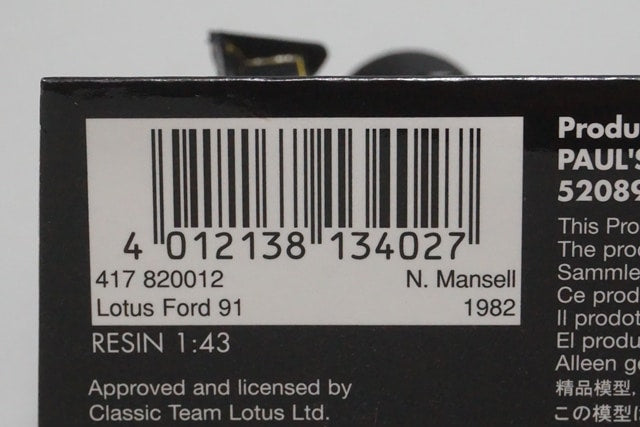 4 012138 134027
417 820012 N. Mansell
Lotus Ford 91 1982
RESIN 1:43
Approved and licensed by
Classic Team Lotus Ltd.
Produ
PAUL'S
52089
This Pro
The prod
Sammle
Ce prod
Il prodot
El produ
Alleen ge
精品模型,
この模型は